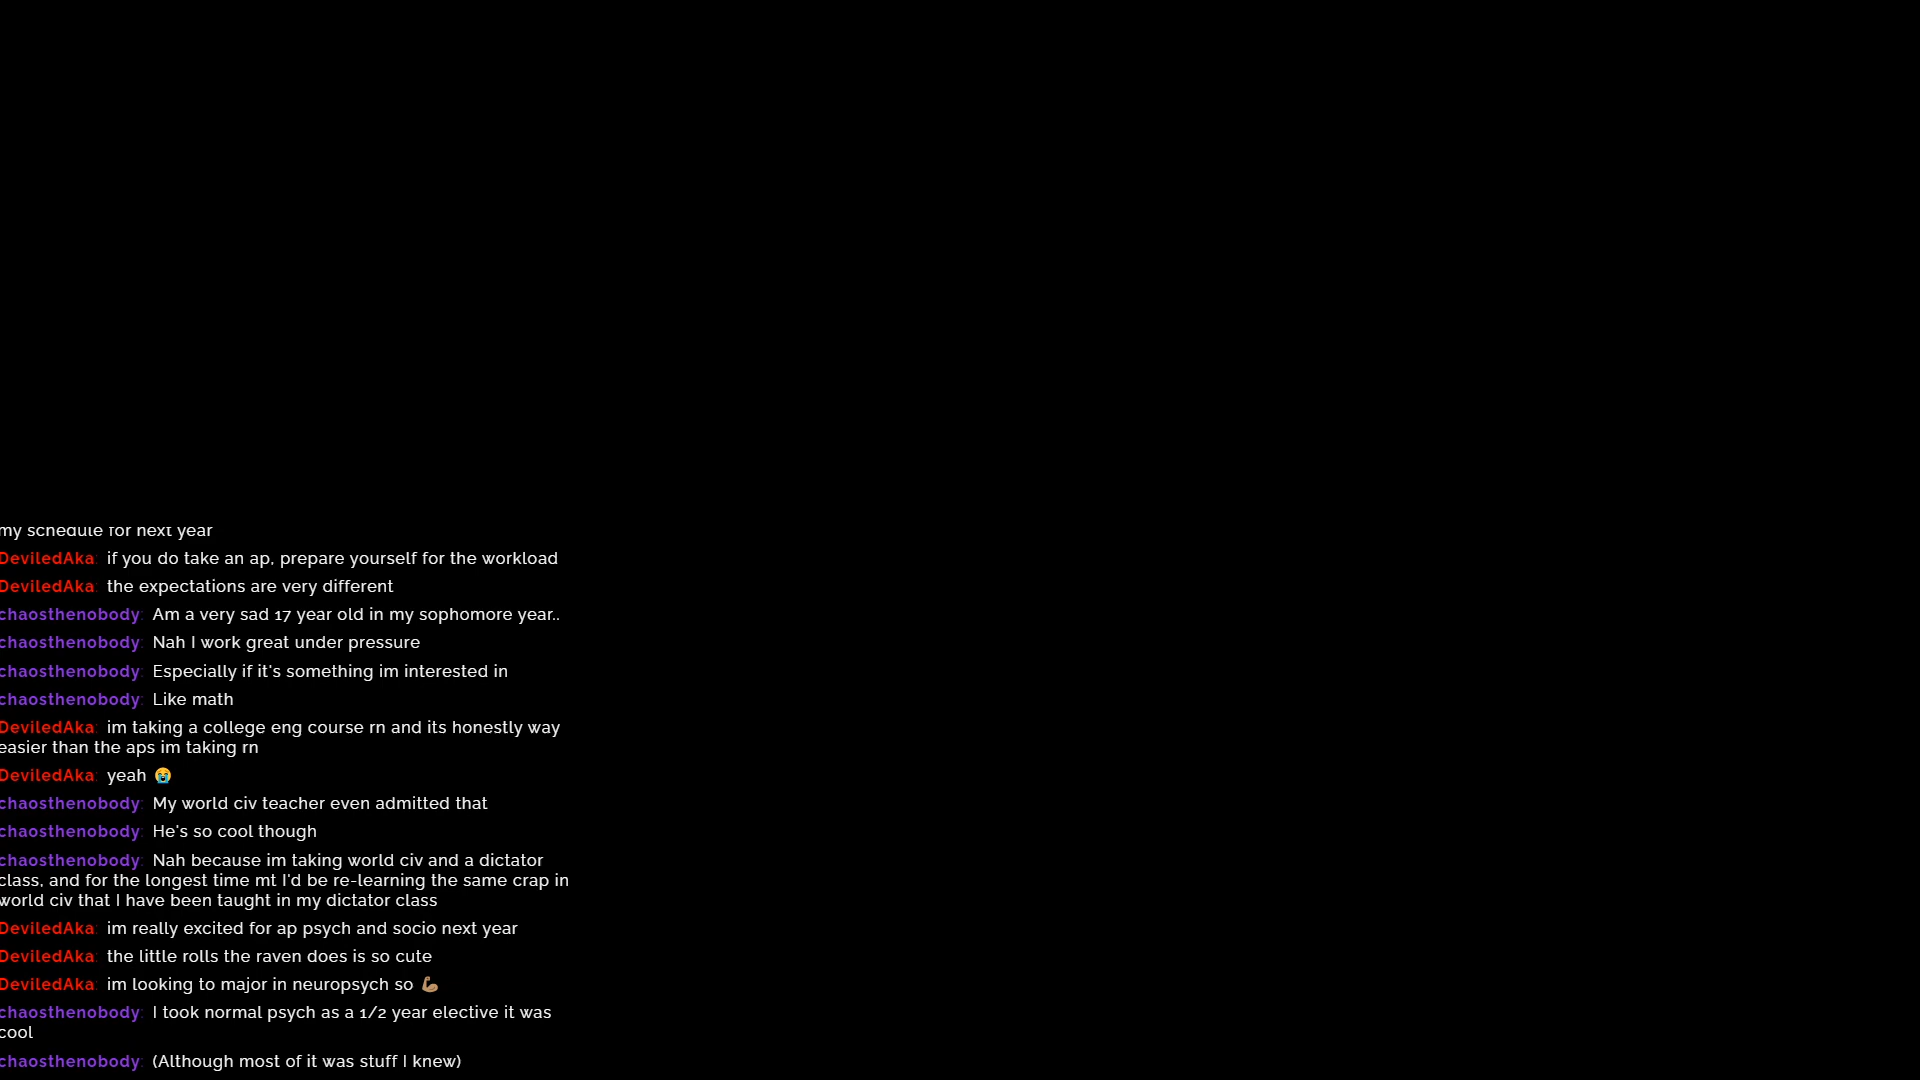 my schedule for next year
DeviledAka: if you do take an ap, prepare yourself for the workload
DeviledAka: the expectations are very different
chaosthenobody: Am a very sad 17 year old in my sophomore year..
chaosthenobody: Nah I work great under pressure
chaosthenobody: Especially if it's something im interested in
chaosthenobody: Like math
DeviledAka: im taking a college eng course rn and its honestly way
easier than the aps im taking rn
DeviledAka: yeah 😭
chaosthenobody: My world civ teacher even admitted that
chaosthenobody: He's so cool though
chaosthenobody: Nah because im taking world civ and a dictator
class, and for the longest time mt I'd be re-learning the same crap in
world civ that I have been taught in my dictator class
DeviledAka: im really excited for ap psych and socio next year
DeviledAka: the little rolls the raven does is so cute
DeviledAka: im looking to major in neuropsych so 💪🏽
chaosthenobody: I took normal psych as a 1/2 year elective it was
cool
chaosthenobody: (Although most of it was stuff I knew)